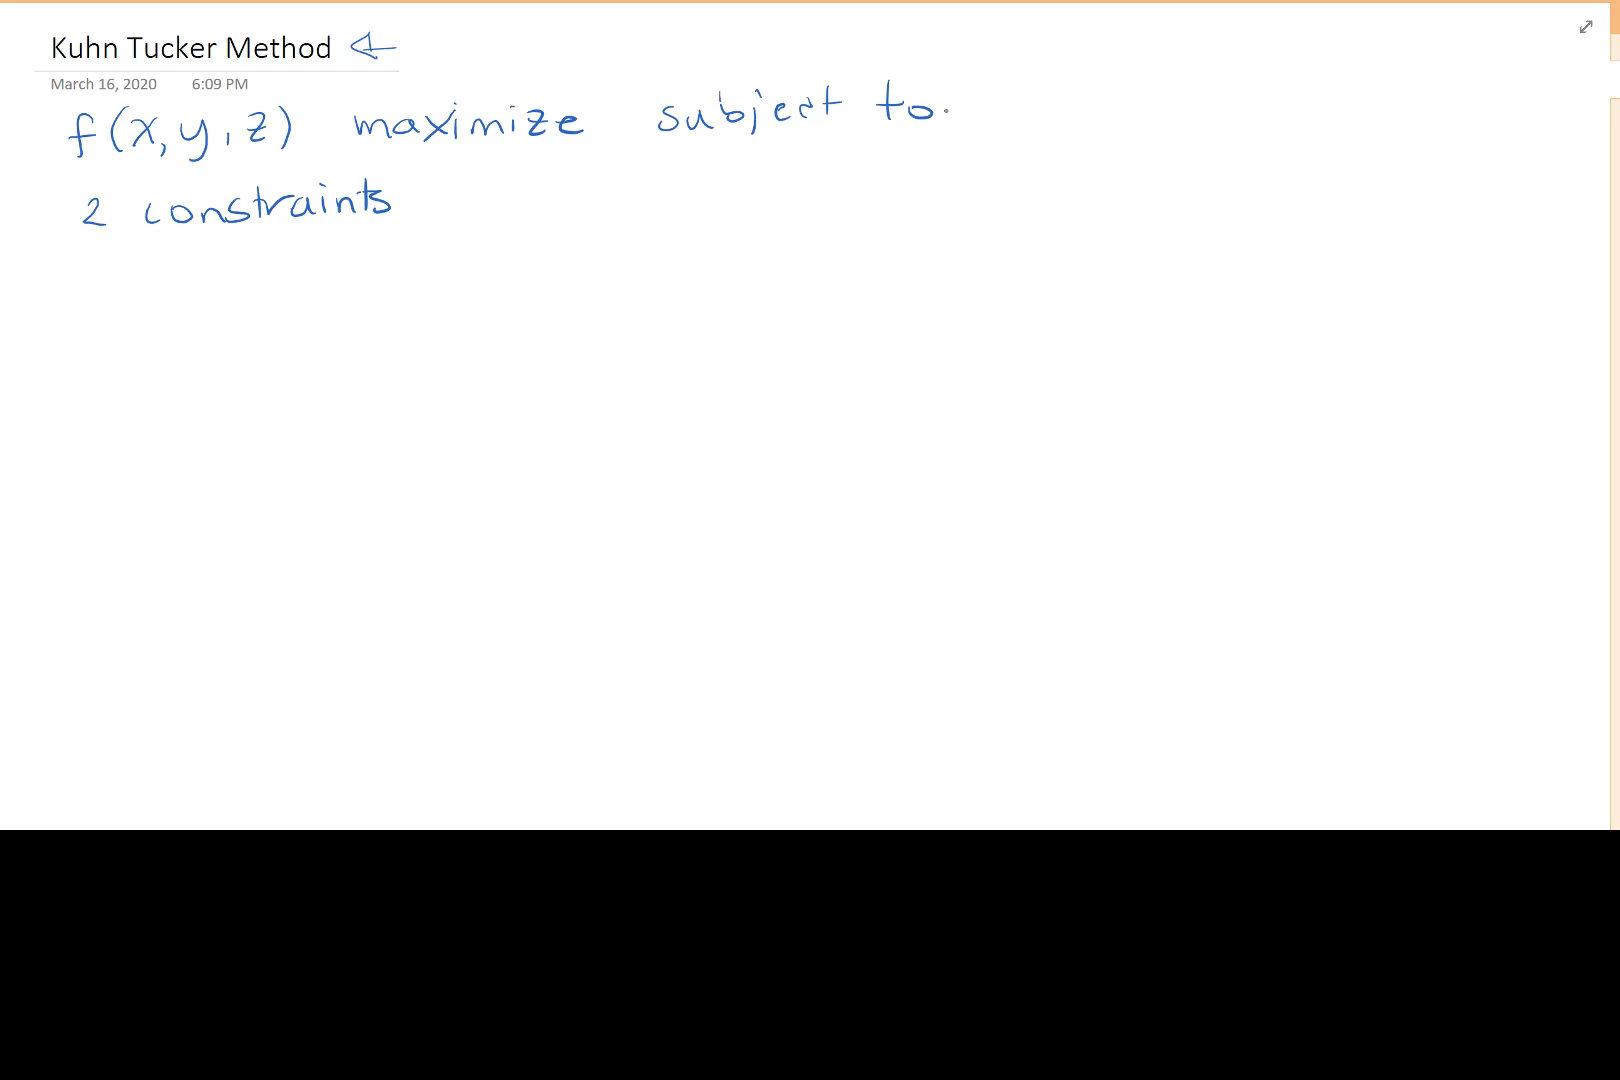 Kuhn Tucker Method
March 16, 2020 6:09 PM
f(x, y, z) maximize subject to
2 constraints